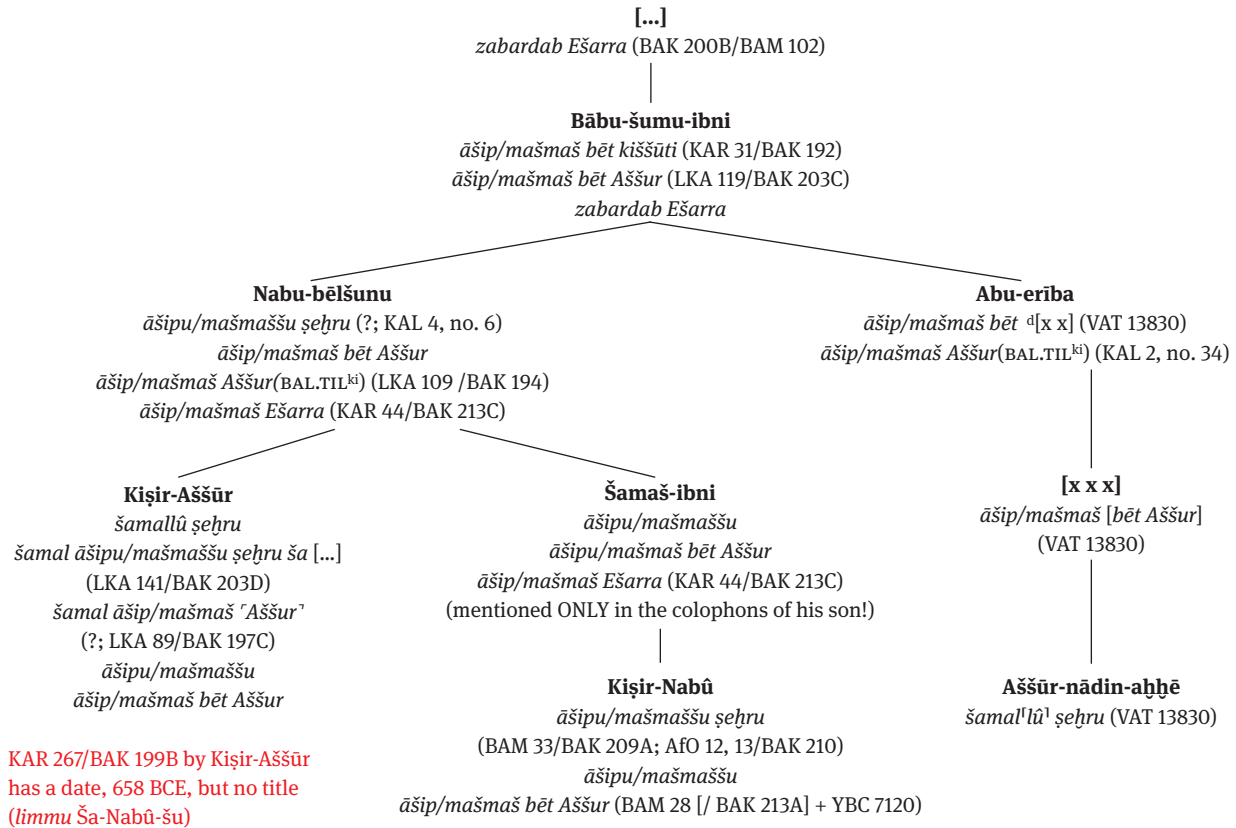 [...]
zabardab Ešarra (BAK 200B/BAM 102)
Bābu-šumu-ibni
āšip/mašmaš bēt kiššūti (KAR 31/BAK 192)
āšip/mašmaš bēt Aššur (LKA 119/BAK 203C)
zabardab Ešarra
Nabu-bēlšunu
āšipu/mašmaššu ṣeḫru (?; KAL 4, no. 6)
āšip/mašmaš bēt Aššur
āšip/mašmaš Aššur(BAL.TILki) (LKA 109 /BAK 194)
āšip/mašmaš Ešarra (KAR 44/BAK 213C)
Abu-erība
āšip/mašmaš bēt d[x x] (VAT 13830)
āšip/mašmaš Aššur(BAL.TILki) (KAL 2, no. 34)
Kiṣir-Aššūr
šamallû ṣeḫru
šamal āšipu/mašmaššu ṣeḫru ša [...]
(LKA 141/BAK 203D)
šamal āšip/mašmaš ⸢Aššur⸣
(?; LKA 89/BAK 197C)
āšipu/mašmaššu
āšip/mašmaš bēt Aššur
Šamaš-ibni
āšipu/mašmaššu
āšipu/mašmaš bēt Aššur
āšip/mašmaš Ešarra (KAR 44/BAK 213C)
(mentioned ONLY in the colophons of his son!)
[x x x]
āšip/mašmaš [bēt Aššur]
(VAT 13830)
Kiṣir-Nabû
āšipu/mašmaššu ṣeḫru
(BAM 33/BAK 209A; AfO 12, 13/BAK 210)
āšipu/mašmaššu
āšip/mašmaš bēt Aššur (BAM 28 [/ BAK 213A] + YBC 7120)
Aššūr-nādin-aḫḫē
šamal⸢lû⸣ ṣeḫru (VAT 13830)
KAR 267/BAK 199B by Kiṣir-Aššūr
has a date, 658 BCE, but no title
(limmu Ša-Nabû-šu)